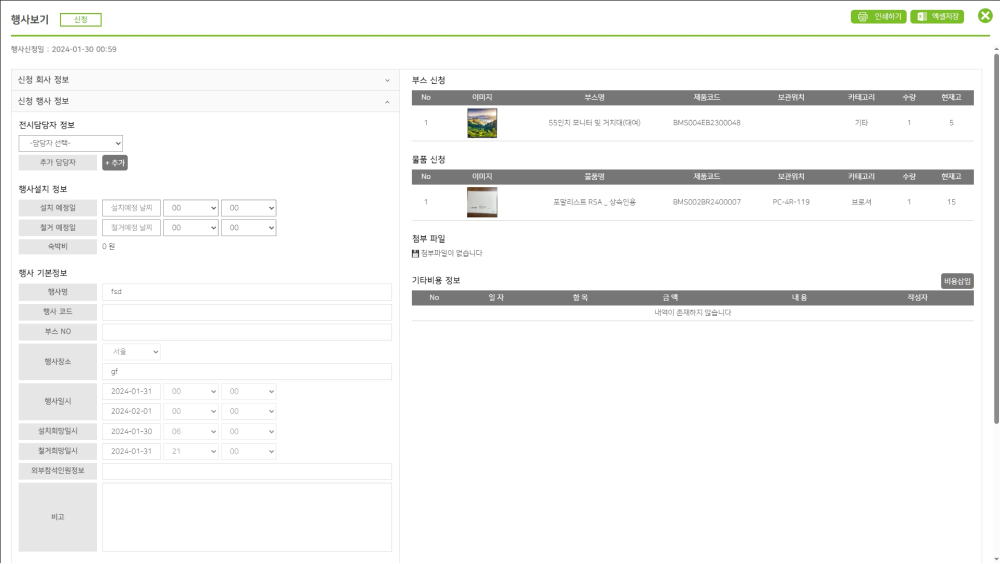 행사보기 신청 인쇄하기 엑셀저장
행사신청일 : 2024-01-30 00:59
신청 회사 정보
신청 행사 정보
전시담당자 정보
-담당자 선택-
추가 담당자 + 추가
행사설치 정보
설치 예정일 설치예정 날짜 00 00
철거 예정일 철거예정 날짜 00 00
숙박비 0 원
행사 기본정보
행사명 fsd
행사 코드
부스 NO
행사장소 서울
gf
행사일시 2024-01-31 00 00
2024-02-01 00 00
설치희망일시 2024-01-30 06 00
철거희망일시 2024-01-31 21 00
외부참석인원정보
비고
부스 신청
No 이미지 부스명 제품코드 보관위치 카테고리 수량 현재고
1 55인치 모니터 및 거치대(대여) BMS004EB2300048 기타 1 5
물품 신청
No 이미지 물품명 제품코드 보관위치 카테고리 수량 현재고
1 포말리스트 RSA _ 상속인용 BMS002BR2400007 PC-4R-119 브로셔 1 15
첨부 파일
첨부파일이 없습니다
기타비용 정보 비용삽입
No 일 자 항 목 금 액 내 용 작성자
내역이 존재하지 않습니다